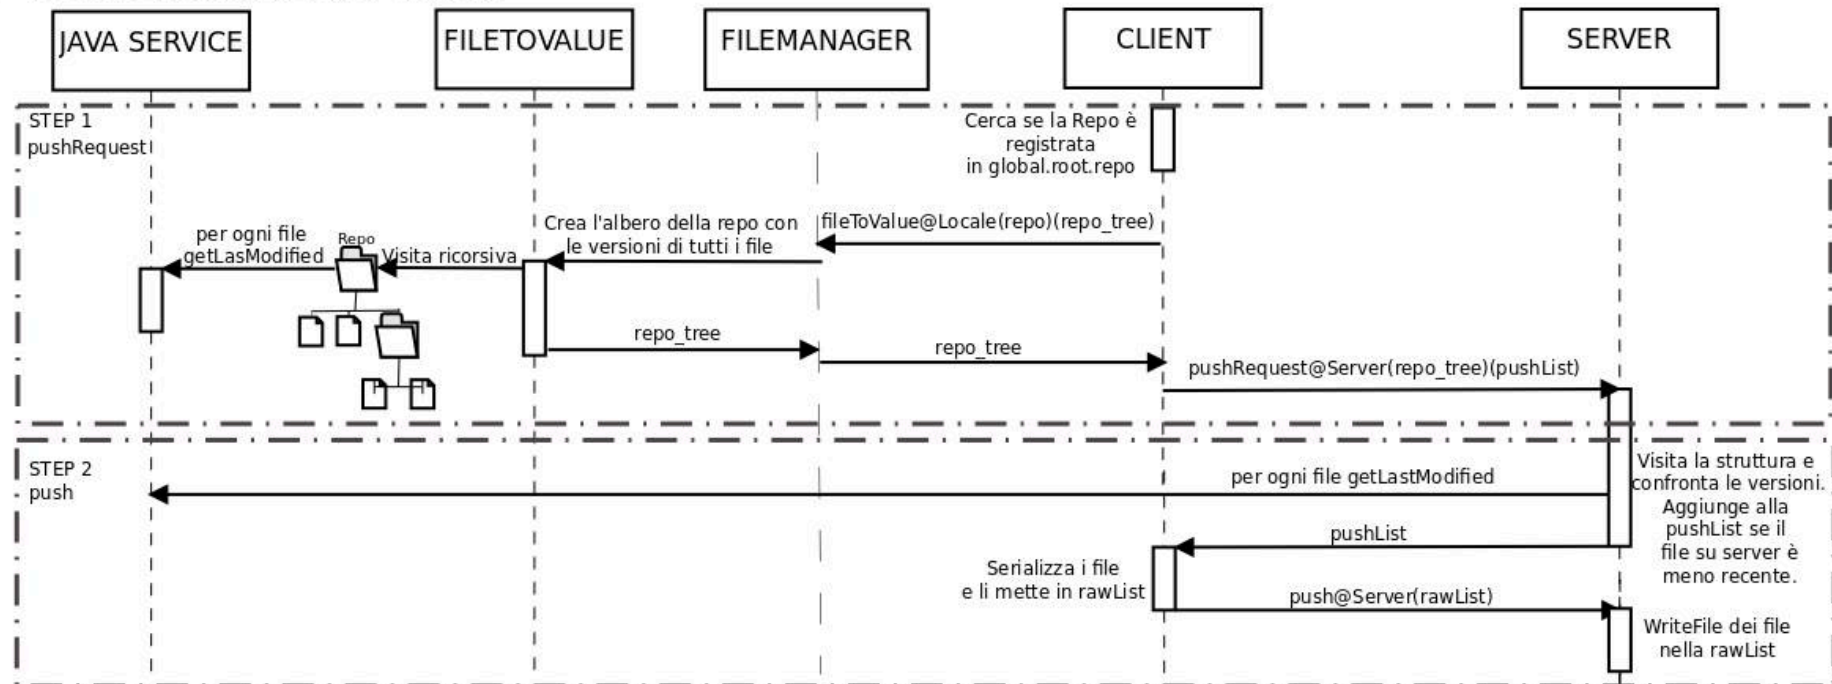 JAVA SERVICE
FILETOVALUE
FILEMANAGER
CLIENT
SERVER
STEP 1
pushRequest
Cerca se la Repo è
registrata
in global.root.repo
fileToValue@Locale(repo)(repo_tree)
Crea l'albero della repo con
le versioni di tutti i file
Visita ricorsiva
Repo
per ogni file
getLasModified
repo_tree
repo_tree
pushRequest@Server(repo_tree)(pushList)
STEP 2
push
per ogni file getLastModified
Visita la struttura e
confronta le versioni.
Aggiunge alla
pushList se il
file su server è
meno recente.
pushList
Serializza i file
e li mette in rawList
push@Server(rawList)
WriteFile dei file
nella rawList